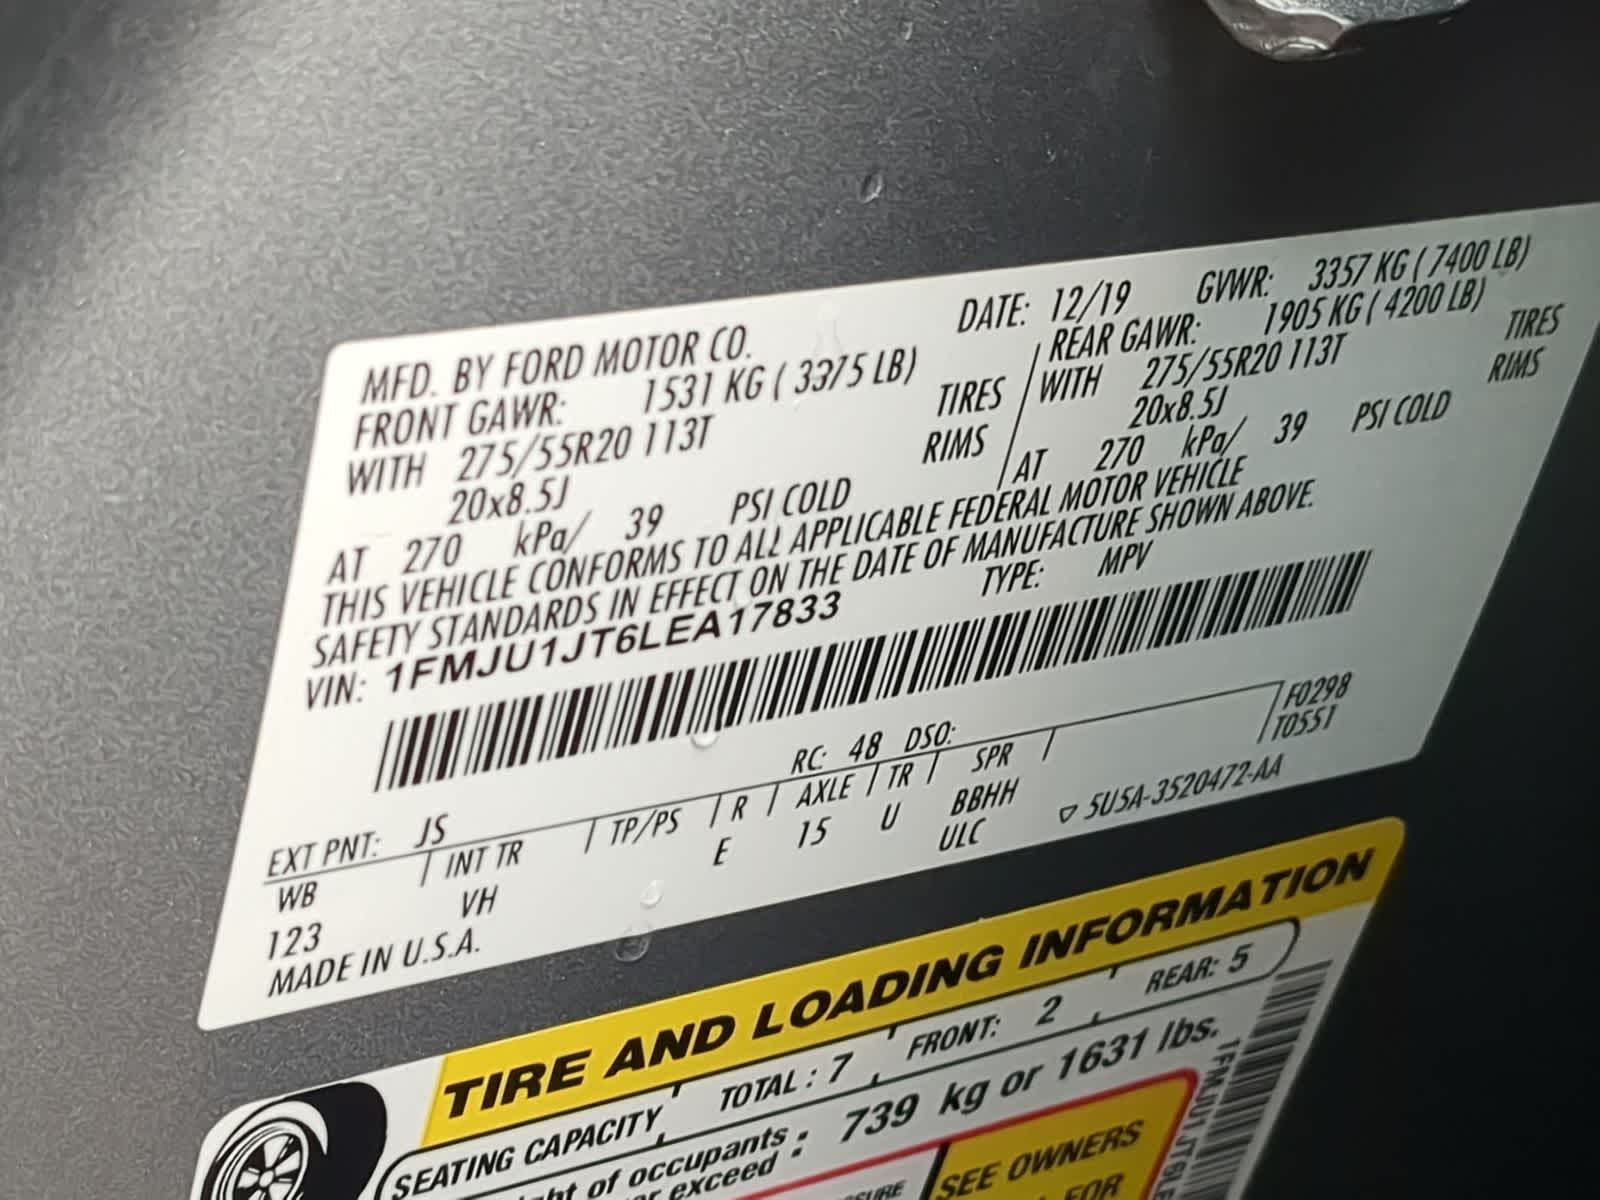 MFD. BY FORD MOTOR CO. DATE: 12/19 GVWR: 3357 KG ( 7400 LB)
FRONT GAWR: 1531 KG ( 3375 LB) REAR GAWR: 1905 KG ( 4200 LB)
WITH 275/55R20 113T TIRES WITH 275/55R20 113T TIRES
20x8.5J RIMS 20x8.5J RIMS
AT 270 kPa/ 39 PSI COLD AT 270 kPa/ 39 PSI COLD
THIS VEHICLE CONFORMS TO ALL APPLICABLE FEDERAL MOTOR VEHICLE
SAFETY STANDARDS IN EFFECT ON THE DATE OF MANUFACTURE SHOWN ABOVE.
VIN: 1FMJU1JT6LEA17833 TYPE: MPV
F0298
T0551
EXT PNT: JS RC: 48 DSO:
WB INT TR TP/PS R AXLE TR SPR
123 VH E 15 U BBHH
ULC
MADE IN U.S.A. ▽ 5U5A-3520472-AA
TIRE AND LOADING INFORMATION
SEATING CAPACITY TOTAL : 7 FRONT: 2 REAR: 5
of occupants : 739 kg or 1631 lbs.
exceed :
SEE OWNERS
FOR
1FMJU1JT6LE